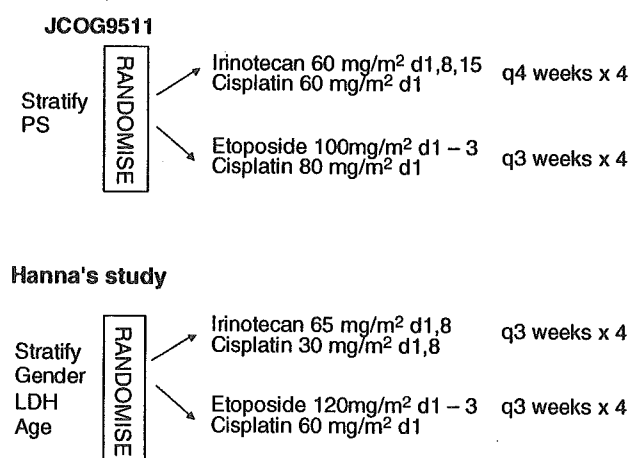 JCOG9511
RANDOMISE
Stratify
PS
Irinotecan 60 mg/m² d1,8,15
Cisplatin 60 mg/m² d1
q4 weeks x 4
Etoposide 100mg/m² d1 – 3
Cisplatin 80 mg/m² d1
q3 weeks x 4
Hanna's study
RANDOMISE
Stratify
Gender
LDH
Age
Irinotecan 65 mg/m² d1,8
Cisplatin 30 mg/m² d1,8
q3 weeks x 4
Etoposide 120mg/m² d1 – 3
Cisplatin 60 mg/m² d1
q3 weeks x 4